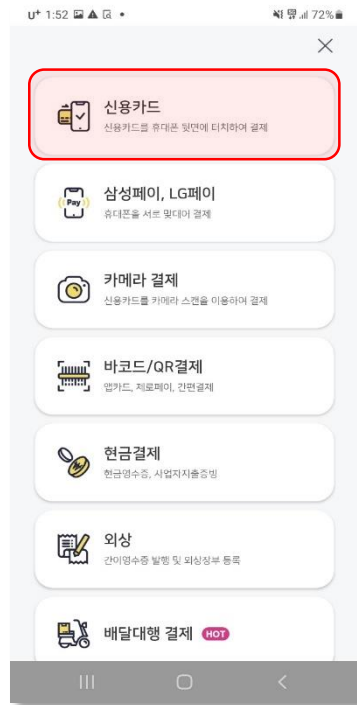 U+ 1:52
72%
신용카드
신용카드를 휴대폰 뒷면에 터치하여 결제
삼성페이, LG페이
Pay
휴대폰을 서로 맞대어 결제
카메라 결제
신용카드를 카메라 스캔을 이용하여 결제
바코드/QR결제
앱카드, 제로페이, 간편결제
현금결제
현금영수증, 사업자지출증빙
외상
간이영수증 발행 및 외상장부 등록
배달대행 결제 HOT